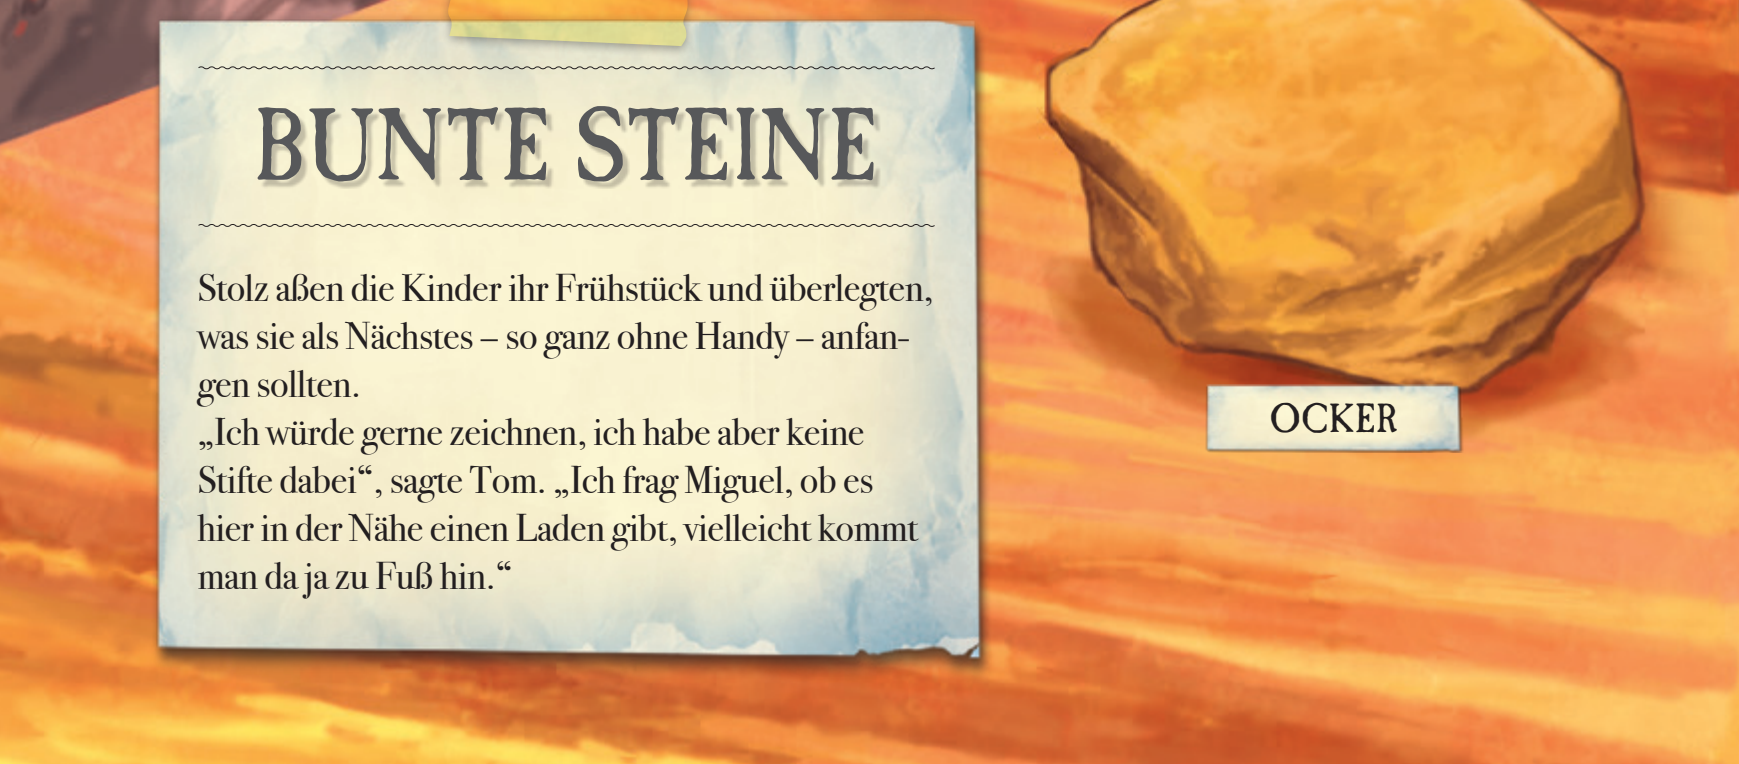 BUNTE STEINE
Stolz aßen die Kinder ihr Frühstück und überlegten,
was sie als Nächstes – so ganz ohne Handy – anfan-
gen sollten.
„Ich würde gerne zeichnen, ich habe aber keine
Stifte dabei“, sagte Tom. „Ich frag Miguel, ob es
hier in der Nähe einen Laden gibt, vielleicht kommt
man da ja zu Fuß hin.“
OCKER